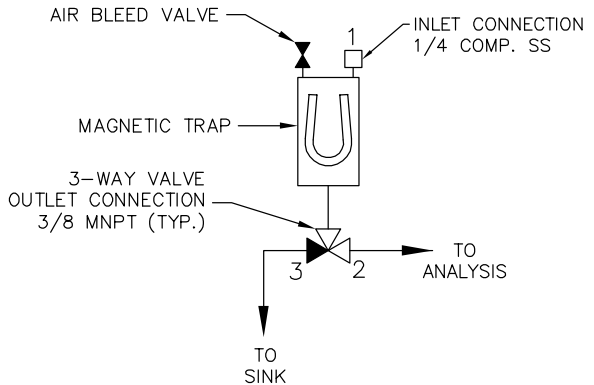 AIR BLEED VALVE
1
INLET CONNECTION
1/4 COMP. SS
MAGNETIC TRAP
3-WAY VALVE
OUTLET CONNECTION
3/8 MNPT (TYP.)
3
2
TO
ANALYSIS
TO
SINK